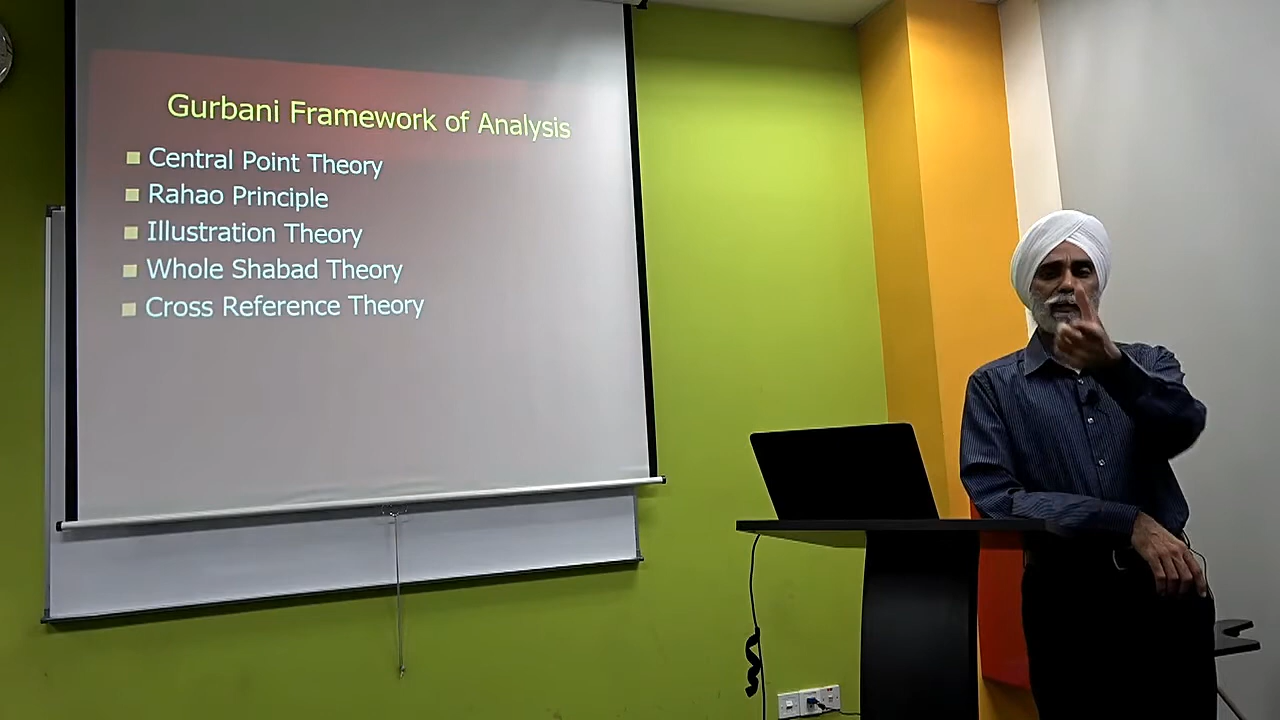 Gurbani Framework of Analysis
Central Point Theory
Rahao Principle
Illustration Theory
Whole Shabad Theory
Cross Reference Theory